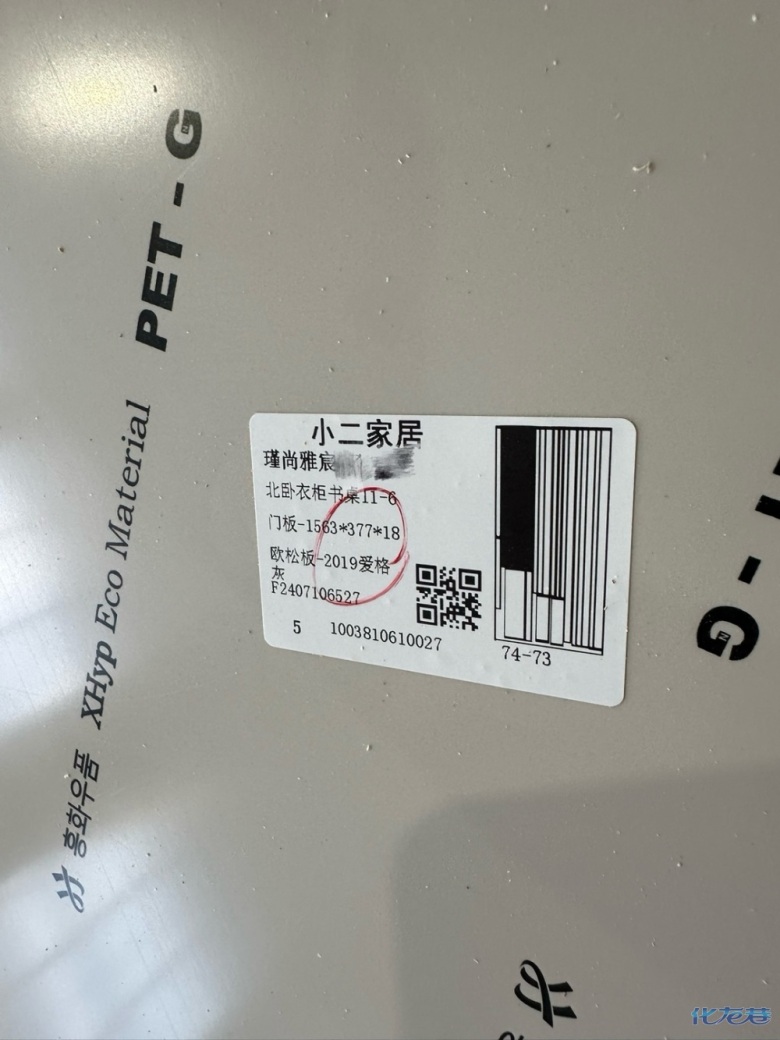 PET-G
XHyp Eco Material
흥화우품
小二家居
瑾尚雅宸
北卧衣柜书桌11-6
门板-1563*377*18
欧松板-2019爱格
灰
F2407106527
5 1003810610027
74-73
-G
化龙巷